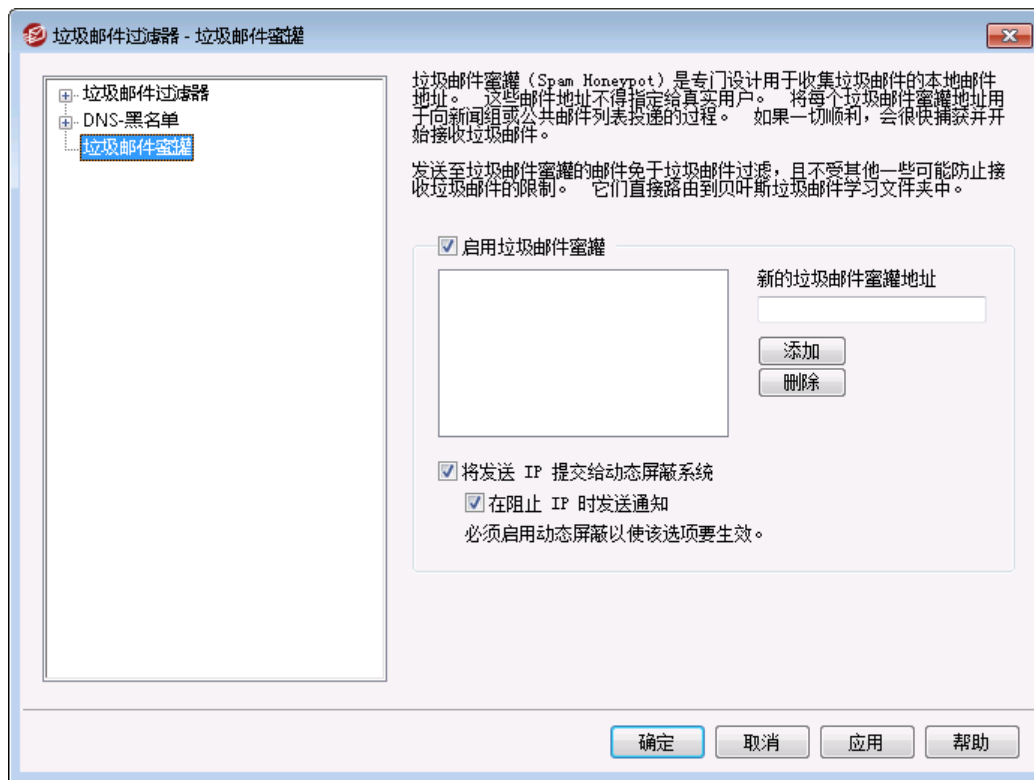 垃圾邮件过滤器 - 垃圾邮件蜜罐
垃圾邮件过滤器
DNS-黑名单
垃圾邮件蜜罐
垃圾邮件蜜罐 (Spam Honeypot) 是专门设计用于收集垃圾邮件的本地邮件
地址。 这些邮件地址不得指定给真实用户。 将每个垃圾邮件蜜罐地址用
于向新闻组或公共邮件列表投递的过程。 如果一切顺利，会很快捕获并开
始接收垃圾邮件。
发送至垃圾邮件蜜罐的邮件免于垃圾邮件过滤，且不受其他一些可能防止接
收垃圾邮件的限制。 它们直接路由到贝叶斯垃圾邮件学习文件夹中。
启用垃圾邮件蜜罐
新的垃圾邮件蜜罐地址
添加
删除
将发送 IP 提交给动态屏蔽系统
在阻止 IP 时发送通知
必须启用动态屏蔽以使该选项要生效。
确定
取消
应用
帮助